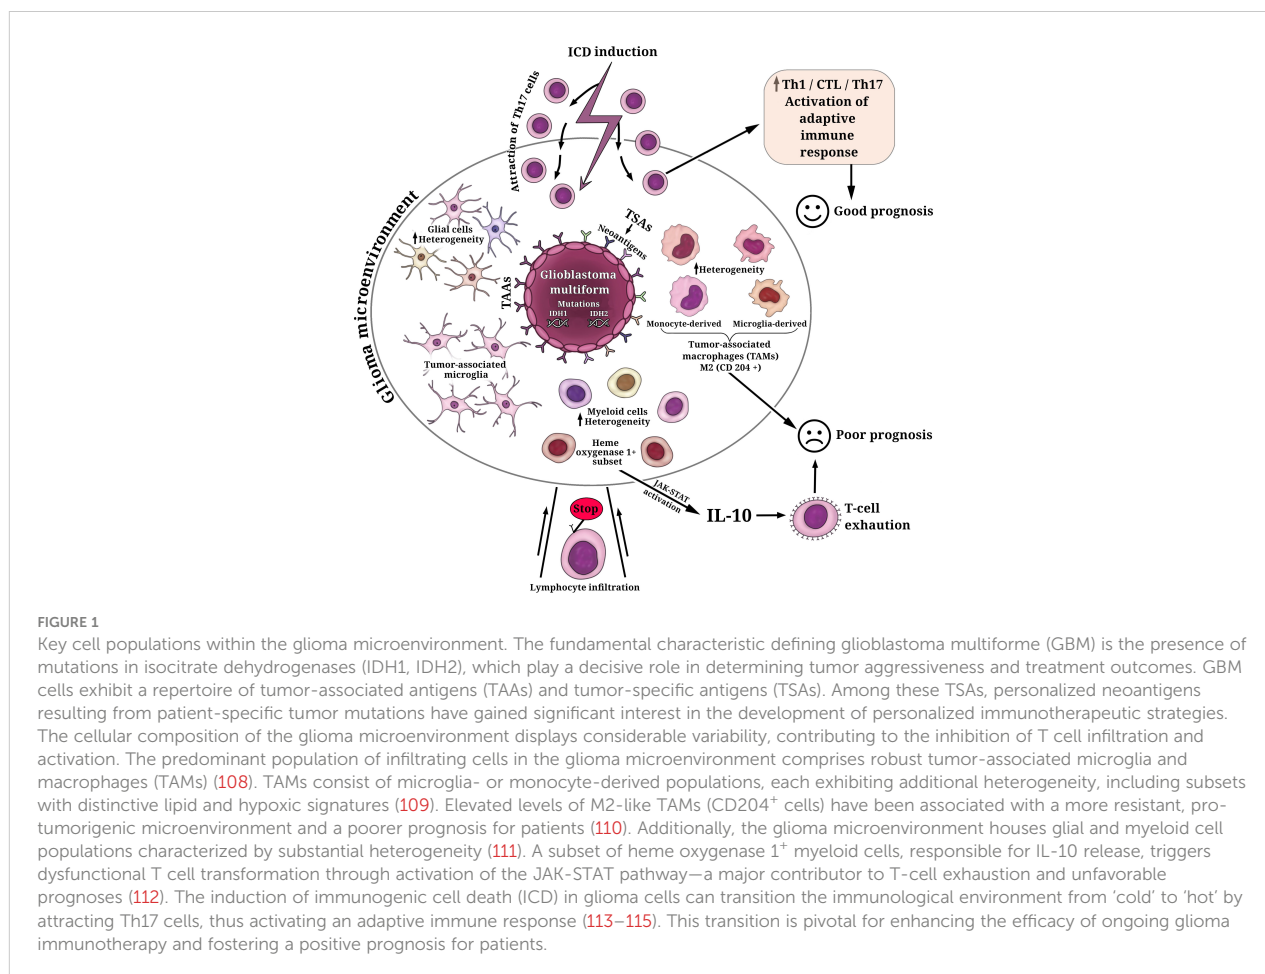 ICD induction
Attraction of Th17 cells
Th1 / CTL / Th17
Activation of
adaptive
immune
response
Good prognosis
Glioma microenvironment
Glial cells
Heterogeneity
TSAs
Neoantigens
TAAs
Glioblastoma
multiform
Mutations
IDH1 IDH2
Heterogeneity
Monocyte-derived Microglia-derived
Tumor-associated
macrophages (TAMs)
M2 (CD 204 +)
Tumor-associated
microglia
Myeloid cells
Heterogeneity
Heme
oxygenase 1+
subset
Poor prognosis
JAK-STAT
activation
IL-10
T-cell
exhaution
Stop
Lymphocyte infiltration
FIGURE 1
Key cell populations within the glioma microenvironment. The fundamental characteristic defining glioblastoma multiforme (GBM) is the presence of
mutations in isocitrate dehydrogenases (IDH1, IDH2), which play a decisive role in determining tumor aggressiveness and treatment outcomes. GBM
cells exhibit a repertoire of tumor-associated antigens (TAAs) and tumor-specific antigens (TSAs). Among these TSAs, personalized neoantigens
resulting from patient-specific tumor mutations have gained significant interest in the development of personalized immunotherapeutic strategies.
The cellular composition of the glioma microenvironment displays considerable variability, contributing to the inhibition of T cell infiltration and
activation. The predominant population of infiltrating cells in the glioma microenvironment comprises robust tumor-associated microglia and
macrophages (TAMs) (108). TAMs consist of microglia- or monocyte-derived populations, each exhibiting additional heterogeneity, including subsets
with distinctive lipid and hypoxic signatures (109). Elevated levels of M2-like TAMs (CD204⁺ cells) have been associated with a more resistant, pro-
tumorigenic microenvironment and a poorer prognosis for patients (110). Additionally, the glioma microenvironment houses glial and myeloid cell
populations characterized by substantial heterogeneity (111). A subset of heme oxygenase 1⁺ myeloid cells, responsible for IL-10 release, triggers
dysfunctional T cell transformation through activation of the JAK-STAT pathway—a major contributor to T-cell exhaustion and unfavorable
prognoses (112). The induction of immunogenic cell death (ICD) in glioma cells can transition the immunological environment from ‘cold’ to ‘hot’ by
attracting Th17 cells, thus activating an adaptive immune response (113–115). This transition is pivotal for enhancing the efficacy of ongoing glioma
immunotherapy and fostering a positive prognosis for patients.